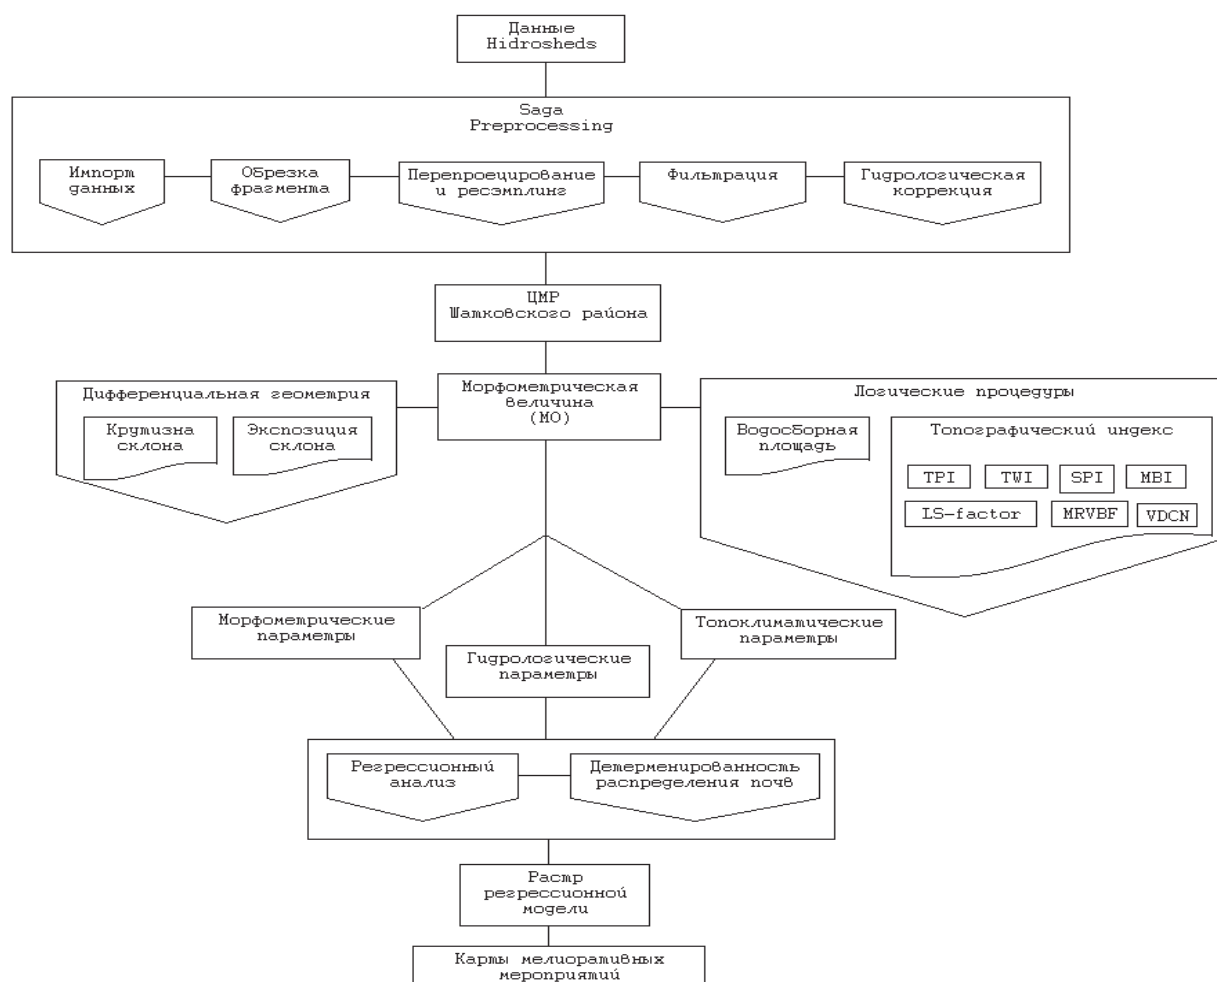 Данные
Hidrosheds
Saga
Preprocessing
Импорт
данных
Обрезка
фрагмента
Перепроецирование
и ресэмплинг
Фильтрация
Гидрологическая
коррекция
ЦМР
Шатковского района
Дифференциальная геометрия
Крутизна
склона
Экспозиция
склона
Морфометрическая
величина
(МО)
Логические процедуры
Водосборная
площадь
Топографический индекс
TPI
TWI
SPI
MBI
LS-factor
MRVBF
VDCN
Морфометрические
параметры
Гидрологические
параметры
Топоклиматические
параметры
Регрессионный
анализ
Детерменированность
распределения почв
Растр
регрессионной
модели
Карты мелиоративных
мероприятий